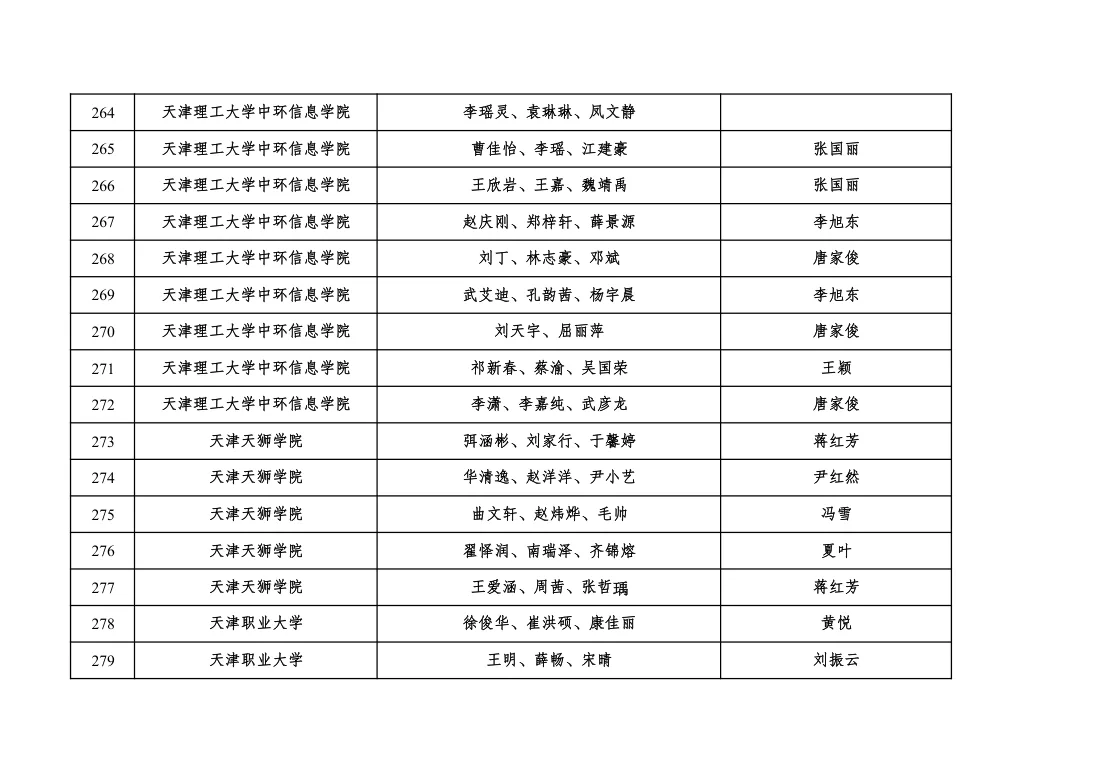 264 天津理工大学中环信息学院 李瑶灵、袁琳琳、凤文静
265 天津理工大学中环信息学院 曹佳怡、李瑶、江建豪 张国丽
266 天津理工大学中环信息学院 王欣岩、王嘉、魏靖禹 张国丽
267 天津理工大学中环信息学院 赵庆刚、郑梓轩、薛景源 李旭东
268 天津理工大学中环信息学院 刘丁、林志豪、邓斌 唐家俊
269 天津理工大学中环信息学院 武艾迪、孔韵茜、杨宇晨 李旭东
270 天津理工大学中环信息学院 刘天宇、屈丽萍 唐家俊
271 天津理工大学中环信息学院 祁新春、蔡渝、吴国荣 王颖
272 天津理工大学中环信息学院 李潇、李嘉纯、武彦龙 唐家俊
273 天津天狮学院 弭涵彬、刘家行、于馨婷 蒋红芳
274 天津天狮学院 华清逸、赵洋洋、尹小艺 尹红然
275 天津天狮学院 曲文轩、赵炜烨、毛帅 冯雪
276 天津天狮学院 翟怿润、南瑞泽、齐锦熔 夏叶
277 天津天狮学院 王爱涵、周茜、张哲瑀 蒋红芳
278 天津职业大学 徐俊华、崔洪硕、康佳丽 黄悦
279 天津职业大学 王明、薛畅、宋晴 刘振云